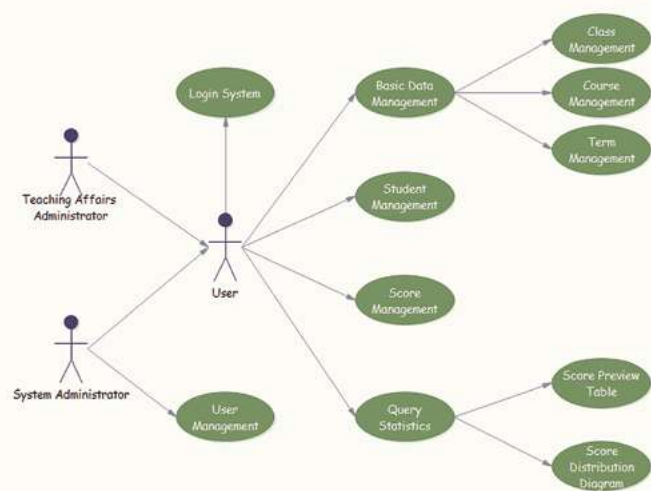 Class
Management
Login System
Basic Data
Management
Course
Management
Term
Management
Teaching Affairs
Administrator
Student
Management
User
Score
Management
System Administrator
User
Management
Query
Statistics
Score Preview
Table
Score
Distribution
Diagram